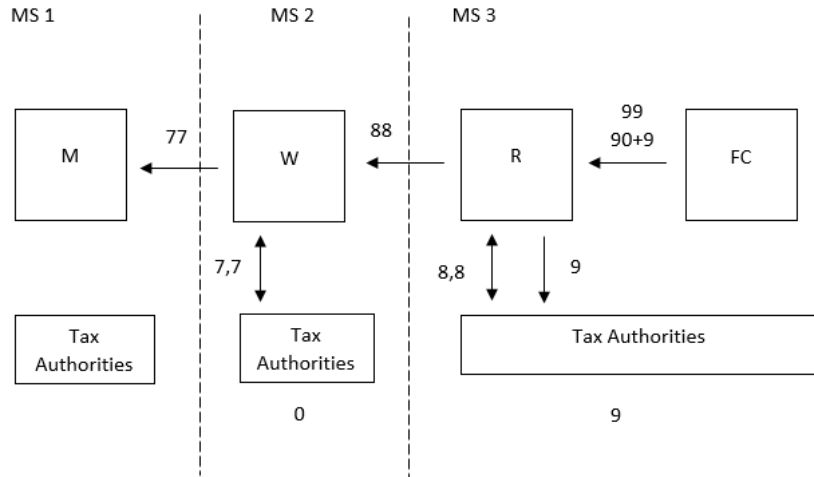 MS 1
MS 2
MS 3
M
77
W
88
R
99
90+9
FC
7,7
8,8
9
Tax
Authorities
Tax
Authorities
Tax Authorities
0
9